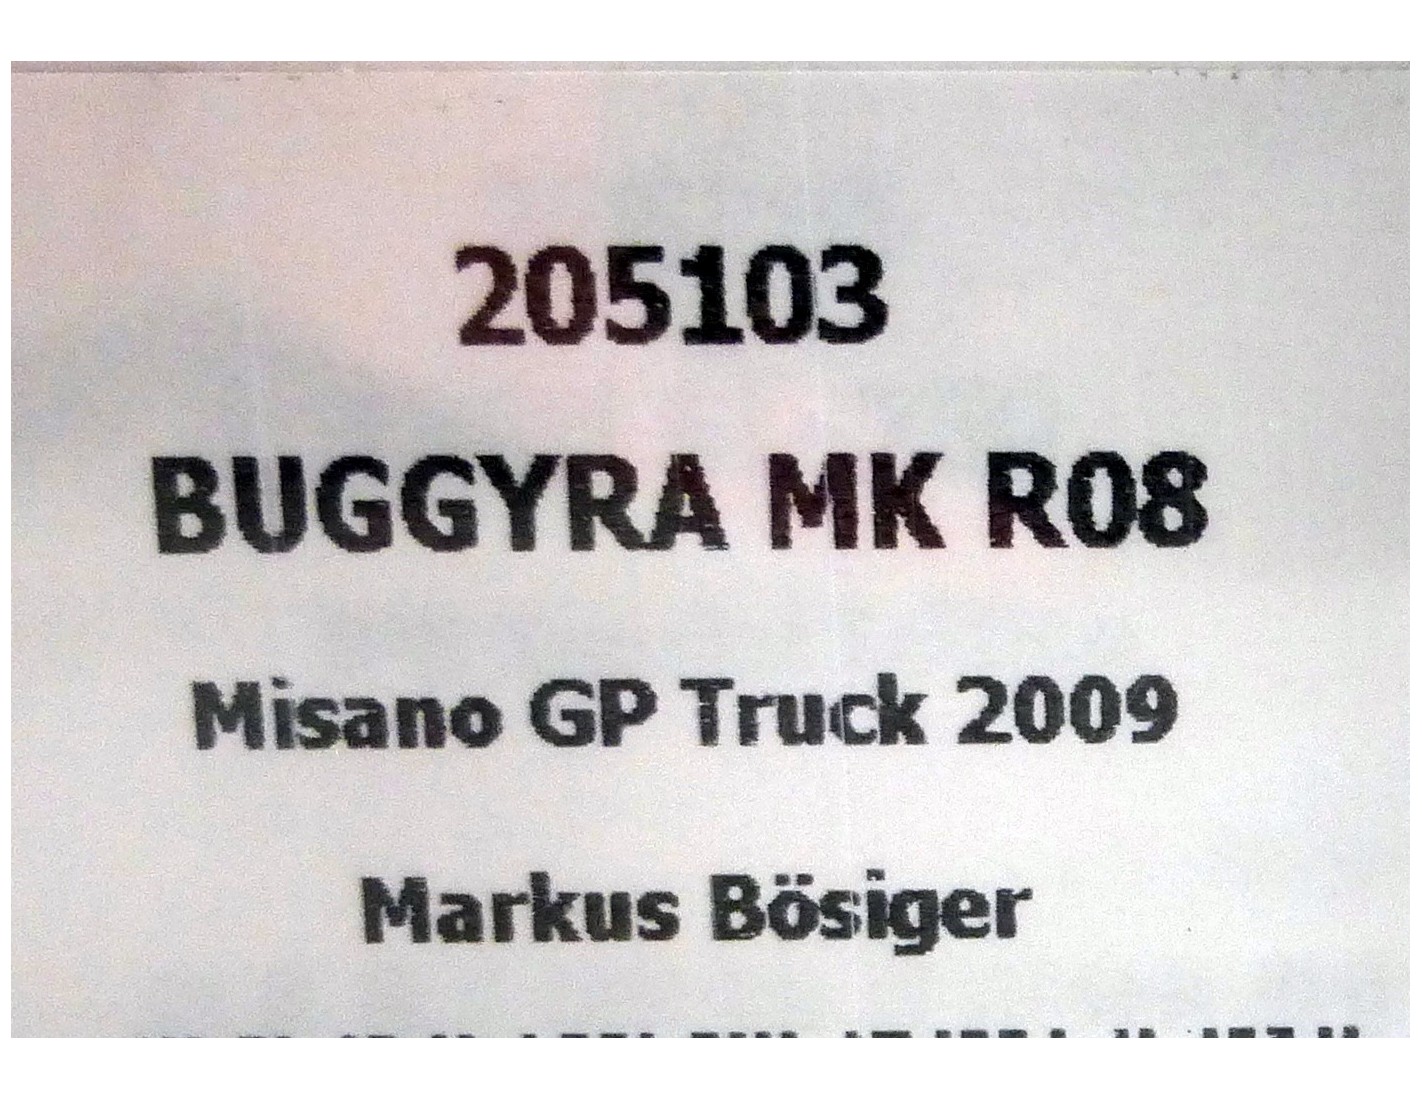 205103
BUGGYRA MK R08
Misano GP Truck 2009
Markus Bösiger